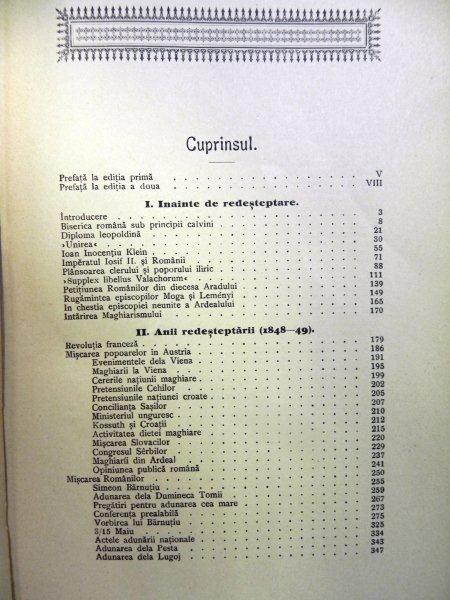 Cuprinsul.
Prefață la ediția primă . . . . . . . . . . V
Prefață la ediția a doua . . . . . . . . . . VIII
I. Inainte de redeșteptare.
Introducere . . . . . . . . . . 3
Biserica română sub principii calvini . . . . . . . . . . 8
Diploma leopoldină . . . . . . . . . . 21
»Unirea« . . . . . . . . . . 30
Ioan Inocențiu Klein . . . . . . . . . . 55
Impératul Iosif II. și Românii . . . . . . . . . . 71
Plânsoarea clerului și poporului iliric . . . . . . . . . . 88
»Supplex libellus Valachorum« . . . . . . . . . . 111
Petițiunea Românilor din diecesa Aradului . . . . . . . . . . 139
Rugămintea episcopilor Moga și Leményi . . . . . . . . . . 149
In chestia episcopiei neunite a Ardealului . . . . . . . . . . 165
Intărirea Maghiarismului . . . . . . . . . . 170
II. Anii redeșteptării (1848—49).
Revoluția franceză . . . . . . . . . . 179
Mișcarea popoarelor in Austria . . . . . . . . . . 186
Evenimentele dela Viena . . . . . . . . . . 191
Maghiarii la Viena . . . . . . . . . . 195
Cererile națiunii maghiare . . . . . . . . . . 199
Pretensiunile Cehilor . . . . . . . . . . 202
Pretensiunile națiunei croate . . . . . . . . . . 205
Concilianța Sașilor . . . . . . . . . . 207
Ministeriul unguresc . . . . . . . . . . 210
Kossuth și Croații . . . . . . . . . . 212
Activitatea dietei maghiare . . . . . . . . . . 215
Mișcarea Slovacilor . . . . . . . . . . 220
Congresul Sêrbilor . . . . . . . . . . 229
Maghiarii din Ardeal . . . . . . . . . . 237
Opiniunea publică română . . . . . . . . . . 241
Mișcarea Românilor . . . . . . . . . . 250
Simeon Bărnuțiu . . . . . . . . . . 255
Adunarea dela Dumineca Tomii . . . . . . . . . . 259
Pregătiri pentru adunarea cea mare . . . . . . . . . . 267
Conferența prealabilă . . . . . . . . . . 273
Vorbirea lui Bărnuțiu . . . . . . . . . . 275
3/15 Maiu . . . . . . . . . . 325
Actele adunării naționale . . . . . . . . . . 334
Adunarea dela Pesta . . . . . . . . . . 343
Adunarea dela Lugoj . . . . . . . . . . 347